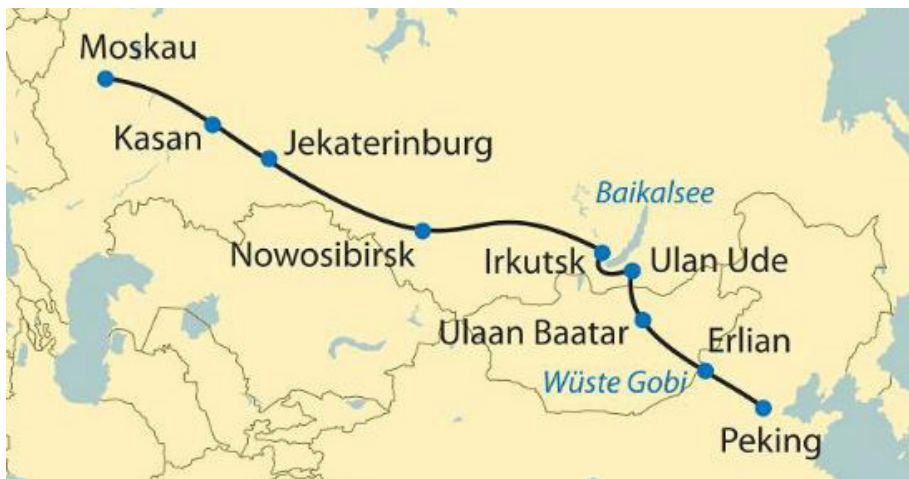 Moskau
Kasan
Jekaterinburg
Nowosibirsk
Baikalsee
Irkutsk
Ulan Ude
Ulaan Baatar
Erlian
Wüste Gobi
Peking